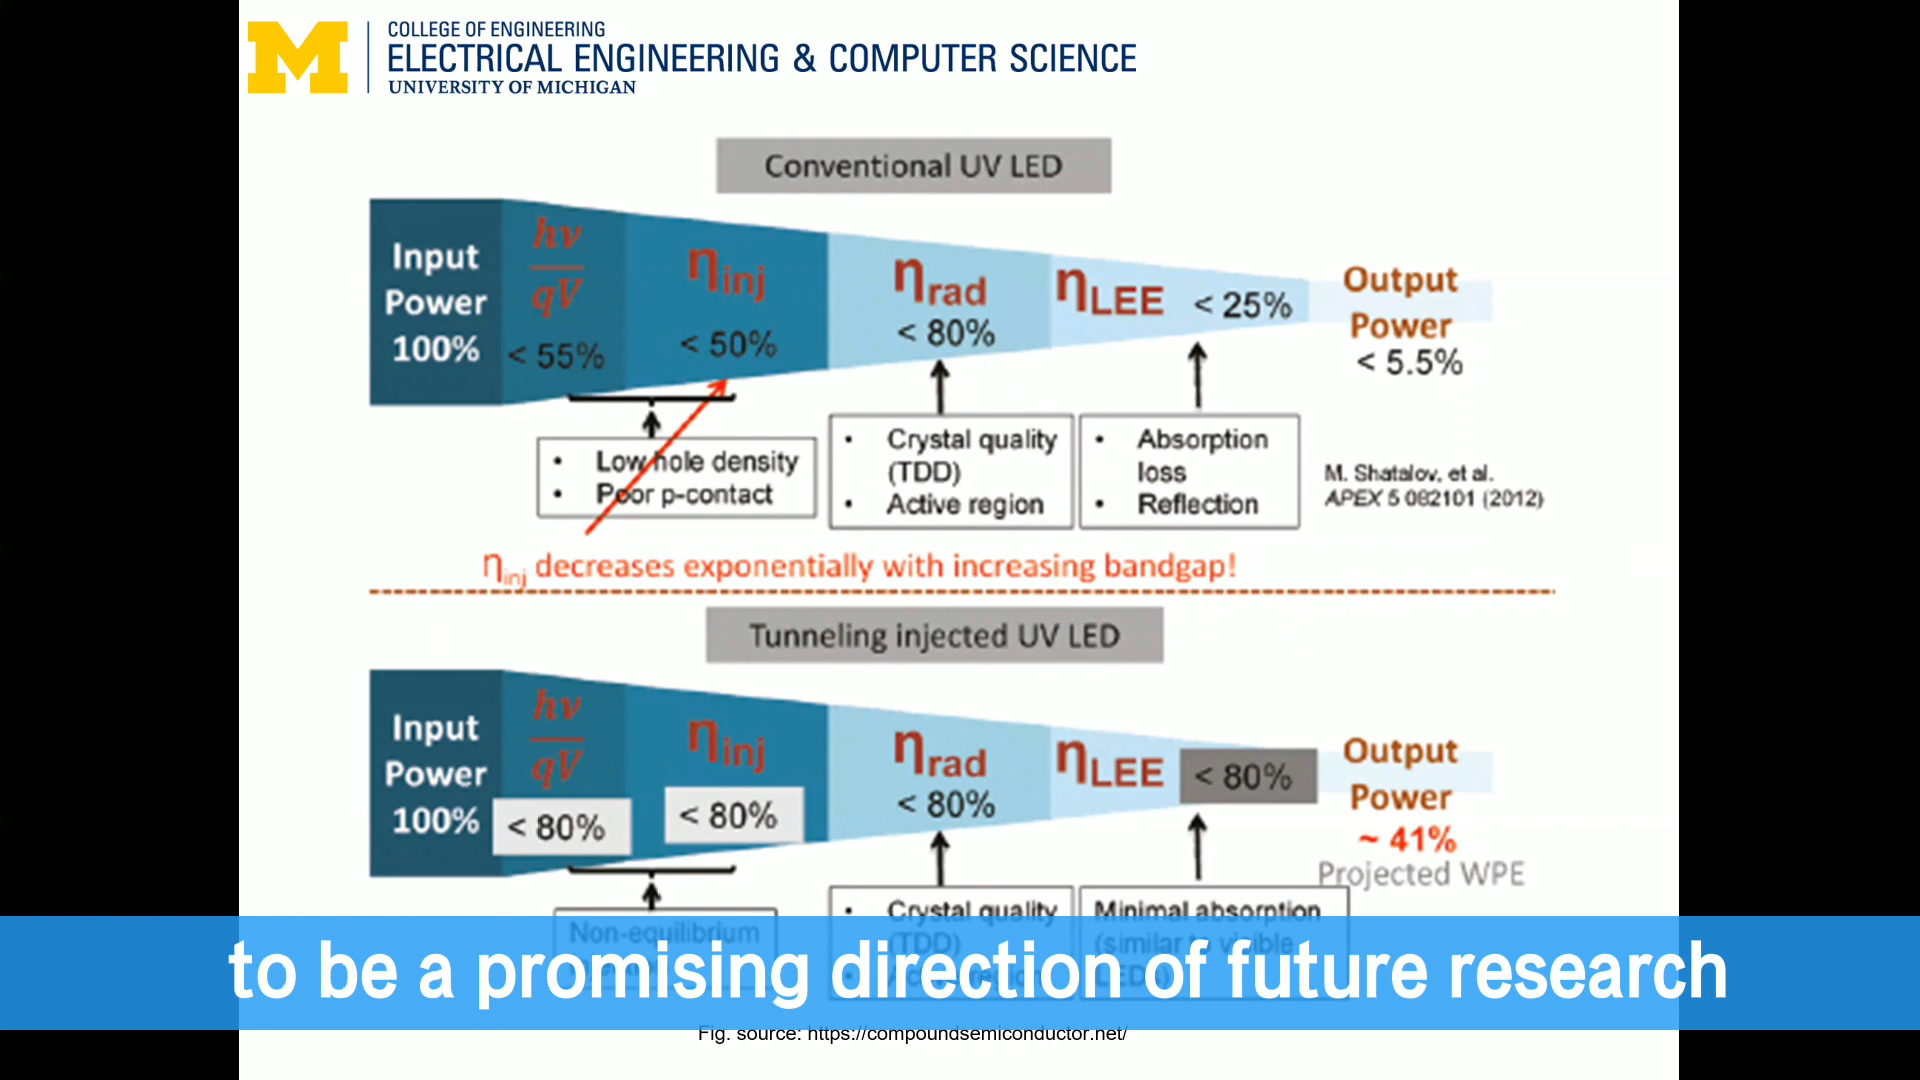 COLLEGE OF ENGINEERING
ELECTRICAL ENGINEERING & COMPUTER SCIENCE
UNIVERSITY OF MICHIGAN
Conventional UV LED
Input
Power
100%
hν
qV
< 55%
ηinj
< 50%
ηrad
< 80%
ηLEE < 25%
Output
Power
< 5.5%
• Low hole density
• Poor p-contact
• Crystal quality
(TDD)
• Active region
• Absorption
loss
• Reflection
M. Shatalov, et al.
APEX 5 082101 (2012)
ηinj decreases exponentially with increasing bandgap!
Tunneling injected UV LED
Input
Power
100%
hν
qV
< 80%
ηinj
< 80%
ηrad
< 80%
ηLEE < 80%
Output
Power
~ 41%
Projected WPE
Non-equilibrium
• Crystal quality
(TDD)
Minimal absorption
(similar to visible
to be a promising direction of future research
Fig. source: https://compoundsemiconductor.net/